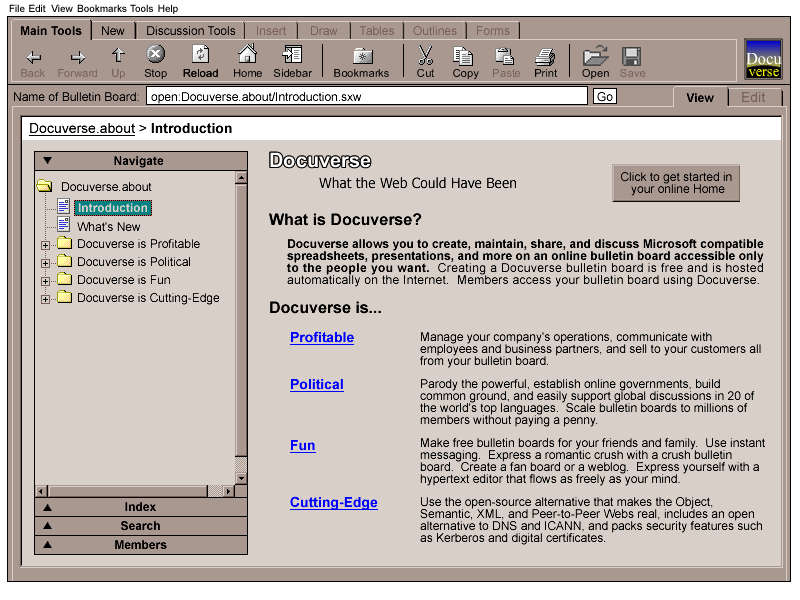 File Edit View Bookmarks Tools Help
Main Tools New Discussion Tools Insert Draw Tables Outlines Forms
Back Forward Up Stop Reload Home Sidebar Bookmarks Cut Copy Paste Print Open Save
Docu
verse
Name of Bulletin Board: open:Docuverse.about/Introduction.sxw Go View Edit
Docuverse.about > Introduction
Navigate
Docuverse.about
Introduction
What's New
Docuverse is Profitable
Docuverse is Political
Docuverse is Fun
Docuverse is Cutting-Edge
Index
Search
Members
Docuverse
What the Web Could Have Been
Click to get started in
your online Home
What is Docuverse?
Docuverse allows you to create, maintain, share, and discuss Microsoft compatible
spreadsheets, presentations, and more on an online bulletin board accessible only
to the people you want. Creating a Docuverse bulletin board is free and is hosted
automatically on the Internet. Members access your bulletin board using Docuverse.
Docuverse is...
Profitable
Manage your company's operations, communicate with
employees and business partners, and sell to your customers all
from your bulletin board.
Political
Parody the powerful, establish online governments, build
common ground, and easily support global discussions in 20 of
the world's top languages. Scale bulletin boards to millions of
members without paying a penny.
Fun
Make free bulletin boards for your friends and family. Use instant
messaging. Express a romantic crush with a crush bulletin
board. Create a fan board or a weblog. Express yourself with a
hypertext editor that flows as freely as your mind.
Cutting-Edge
Use the open-source alternative that makes the Object,
Semantic, XML, and Peer-to-Peer Webs real, includes an open
alternative to DNS and ICANN, and packs security features such
as Kerberos and digital certificates.